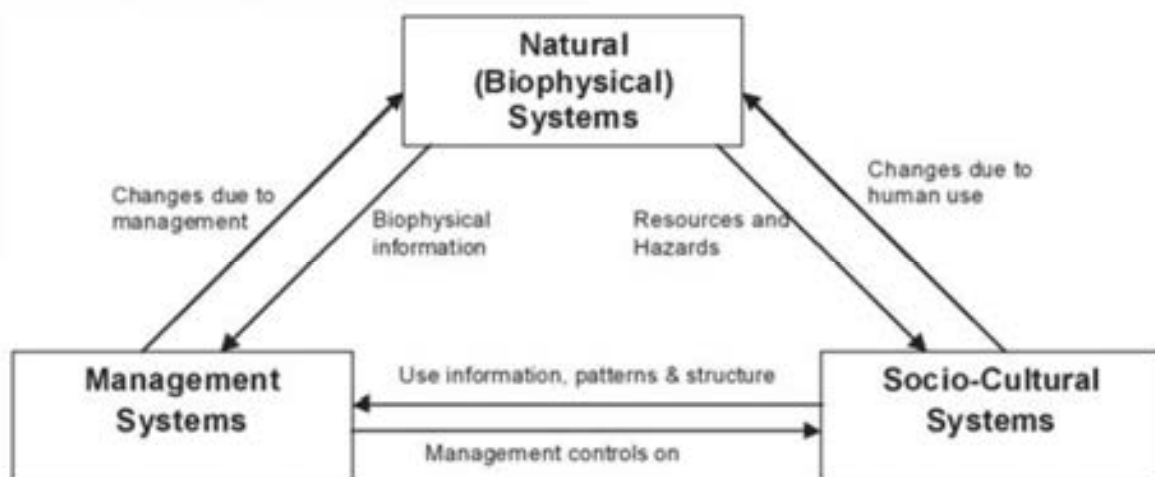 Natural
(Biophysical)
Systems
Changes due to
management
Biophysical
information
Resources and
Hazards
Changes due to
human use
Management
Systems
Use information, patterns & structure
Management controls on
Socio-Cultural
Systems